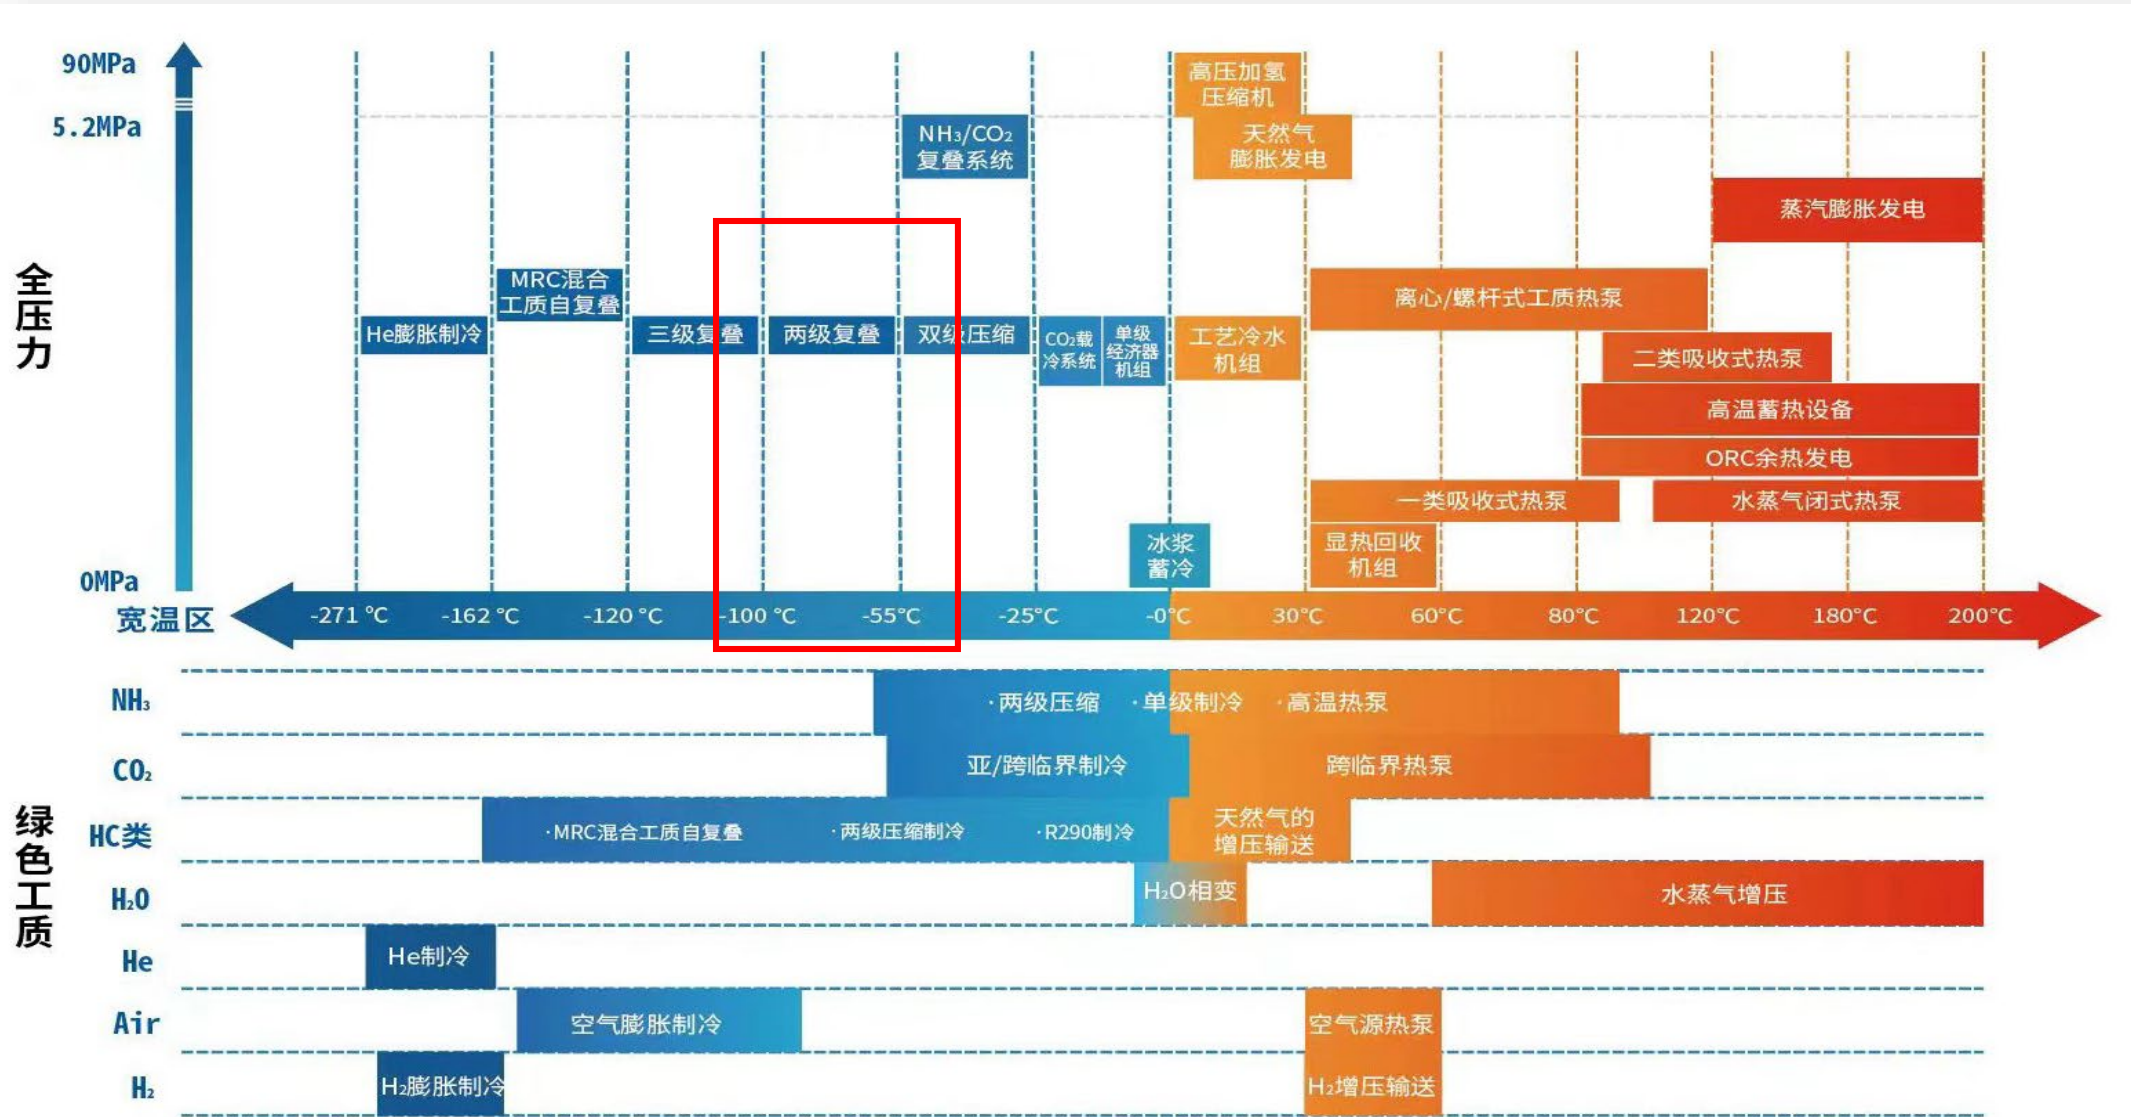 90MPa
5.2MPa
0MPa
全压力
高压加氢
压缩机
NH₃/CO₂
复叠系统
天然气
膨胀发电
蒸汽膨胀发电
MRC混合
工质自复叠
离心/螺杆式工质热泵
He膨胀制冷
三级复叠
两级复叠
双级压缩
CO₂载
冷系统
单级
经济器
机组
工艺冷水
机组
二类吸收式热泵
高温蓄热设备
ORC余热发电
一类吸收式热泵
水蒸气闭式热泵
冰浆
蓄冷
显热回收
机组
宽温区
-271 ℃
-162 ℃
-120 ℃
-100 ℃
-55℃
-25℃
-0℃
30℃
60℃
80℃
120℃
180℃
200℃
绿色工质
NH₃
·两级压缩
·单级制冷
·高温热泵
CO₂
亚/跨临界制冷
跨临界热泵
HC类
·MRC混合工质自复叠
·两级压缩制冷
·R290制冷
天然气的
增压输送
H₂O
H₂O相变
水蒸气增压
He
He制冷
Air
空气膨胀制冷
空气源热泵
H₂
H₂膨胀制冷
H₂增压输送